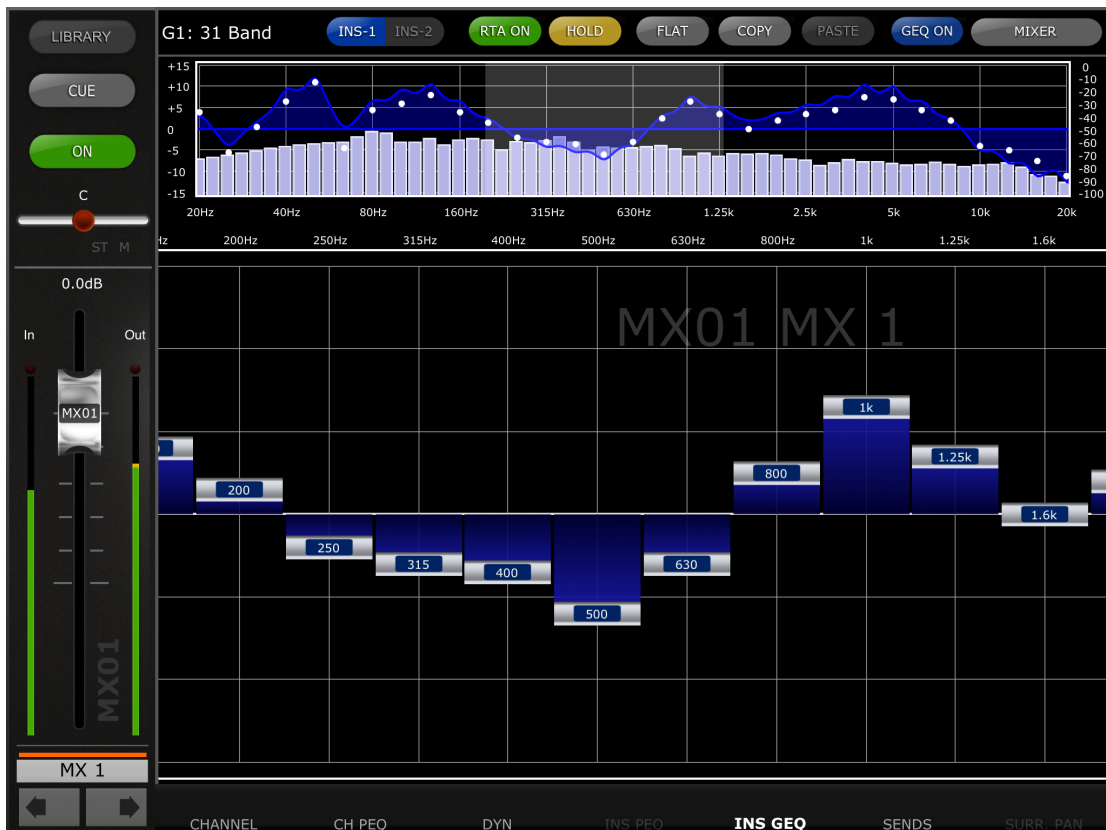 LIBRARY
G1: 31 Band
INS-1 INS-2
RTA ON
HOLD
FLAT
COPY
PASTE
GEQ ON
MIXER
CUE
ON
C
ST M
0.0dB
In
Out
MX01
MX01
MX 1
+15
+10
+5
0
-5
-10
-15
0
-10
-20
-30
-40
-50
-60
-70
-80
-90
-100
20Hz 40Hz 80Hz 160Hz 315Hz 630Hz 1.25k 2.5k 5k 10k 20k
Hz 200Hz 250Hz 315Hz 400Hz 500Hz 630Hz 800Hz 1k 1.25k 1.6k
MX01 MX 1
200
250
315
400
500
630
800
1k
1.25k
1.6k
CHANNEL CH PEQ DYN INS PEQ INS GEQ SENDS SURR. PAN